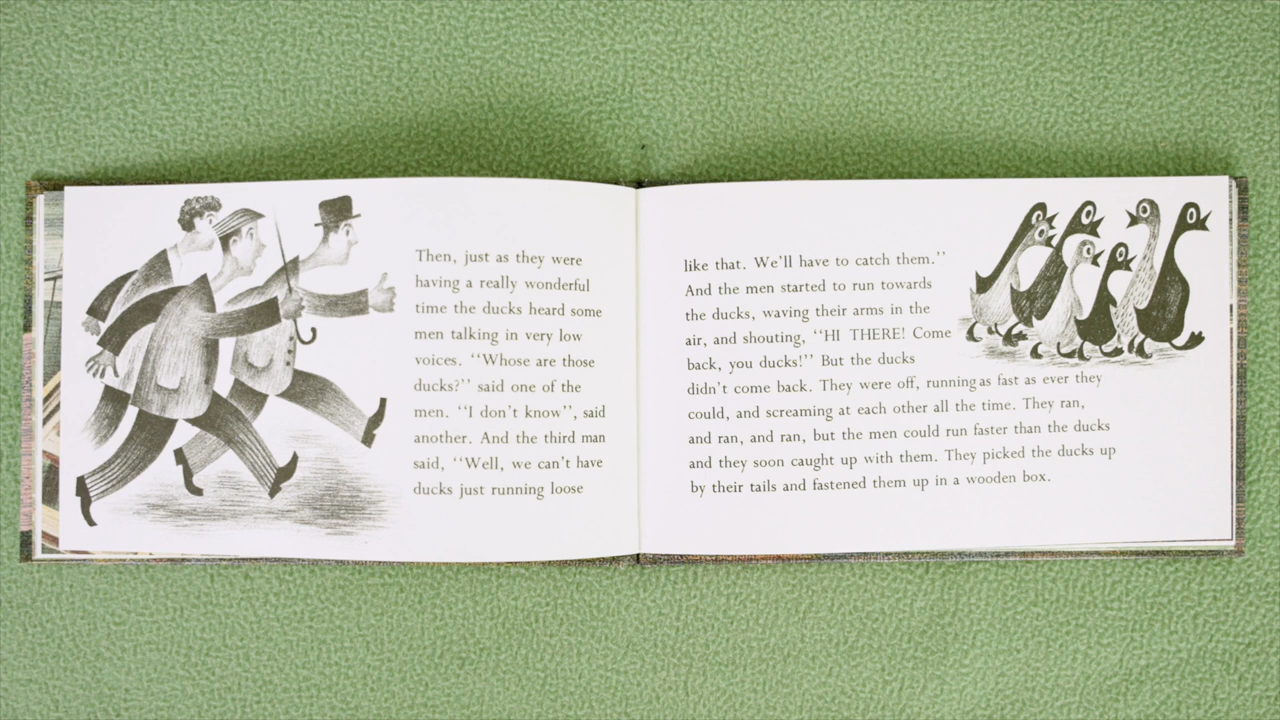 Then, just as they were
having a really wonderful
time the ducks heard some
men talking in very low
voices. “Whose are those
ducks?” said one of the
men. “I don’t know”, said
another. And the third man
said, “Well, we can’t have
ducks just running loose
like that. We’ll have to catch them.”
And the men started to run towards
the ducks, waving their arms in the
air, and shouting, “HI THERE! Come
back, you ducks!” But the ducks
didn’t come back. They were off, running as fast as ever they
could, and screaming at each other all the time. They ran,
and ran, and ran, but the men could run faster than the ducks
and they soon caught up with them. They picked the ducks up
by their tails and fastened them up in a wooden box.